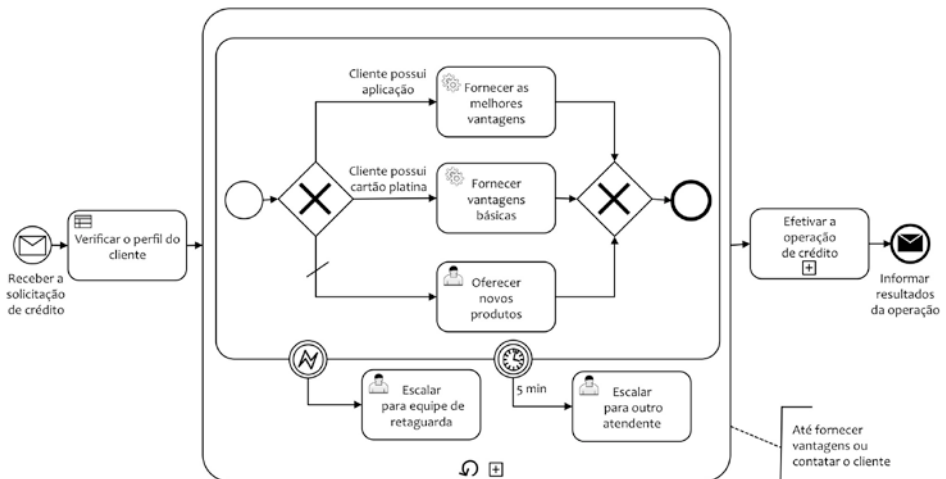 Cliente possui
aplicação
Fornecer as
melhores
vantagens
Cliente possui
cartão platina
Fornecer
vantagens
básicas
Verificar o perfil do
cliente
Receber a
solicitação
de crédito
Oferecer
novos
produtos
Efetivar a
operação
de crédito
Informar
resultados
da operação
Escalar
para equipe de
retaguarda
5 min
Escalar
para outro
atendente
Até fornecer
vantagens ou
contatar o cliente